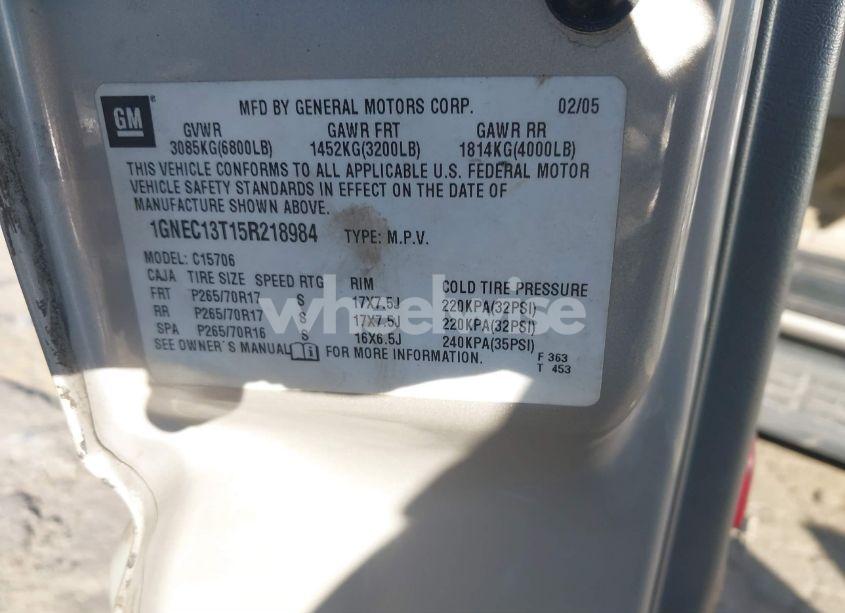 GM
MFD BY GENERAL MOTORS CORP. 02/05
GVWR GAWR FRT GAWR RR
3085KG(6800LB) 1452KG(3200LB) 1814KG(4000LB)
THIS VEHICLE CONFORMS TO ALL APPLICABLE U.S. FEDERAL MOTOR
VEHICLE SAFETY STANDARDS IN EFFECT ON THE DATE OF
MANUFACTURE SHOWN ABOVE.
1GNEC13T15R218984 TYPE: M.P.V.
MODEL: C15706
CAJA TIRE SIZE SPEED RTG RIM COLD TIRE PRESSURE
FRT P265/70R17 S 17X7.5J 220KPA(32PSI)
RR P265/70R17 S 17X7.5J 220KPA(32PSI)
SPA P265/70R16 S 16X6.5J 240KPA(35PSI)
SEE OWNER'S MANUAL FOR MORE INFORMATION.
F 363
T 453